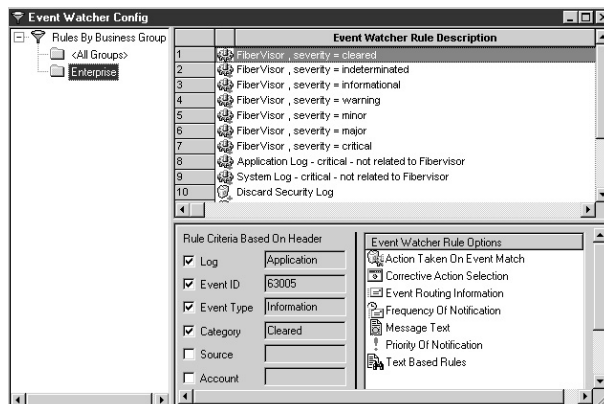 Event Watcher Config
Rules By Business Group
<All Groups>
Enterprise
Event Watcher Rule Description
1 FiberVisor , severity = cleared
2 FiberVisor , severity = indeterminated
3 FiberVisor , severity = informational
4 FiberVisor , severity = warning
5 FiberVisor , severity = minor
6 FiberVisor , severity = major
7 FiberVisor , severity = critical
8 Application Log - critical - not related to Fibervisor
9 System Log - critical - not related to Fibervisor
10 Discard Security Log
Rule Criteria Based On Header
Log Application
Event ID 63005
Event Type Information
Category Cleared
Source
Account
Event Watcher Rule Options
Action Taken On Event Match
Corrective Action Selection
Event Routing Information
Frequency Of Notification
Message Text
Priority Of Notification
Text Based Rules